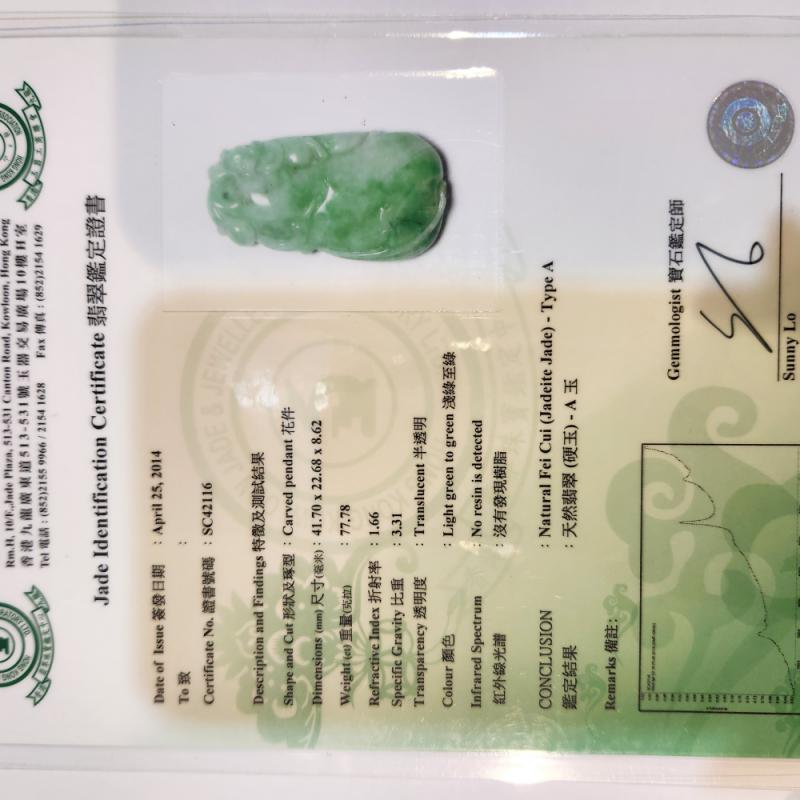 Rm.H, 10/F.,Jade Plaza, 513-531 Canton Road, Kowloon, Hong Kong
香港九龍廣東道513-531號玉器交易廣場10樓H室
Tel 電話 : (852)2155 9966 / 2154 1628 Fax 傳真 : (852)2154 1629
Jade Identification Certificate 翡翠鑑定證書
Date of Issue 簽發日期 : April 25, 2014
To 致 :
Certificate No. 證書號碼 : SC42116
Description and Findings 特徵及測試結果
Shape and Cut 形狀及琢型 : Carved pendant 花件
Dimensions (mm) 尺寸(毫米) : 41.70 x 22.68 x 8.62
Weight (ct) 重量(克拉) : 77.78
Refractive Index 折射率 : 1.66
Specific Gravity 比重 : 3.31
Transparency 透明度 : Translucent 半透明
Colour 顏色 : Light green to green 淺綠至綠
Infrared Spectrum : No resin is detected
紅外線光譜 : 沒有發現樹脂
CONCLUSION : Natural Fei Cui (Jadeite Jade) - Type A
鑑定結果 : 天然翡翠 (硬玉) - A 玉
Remarks 備註:
Gemmologist 寶石鑑定師
Sunny Lo